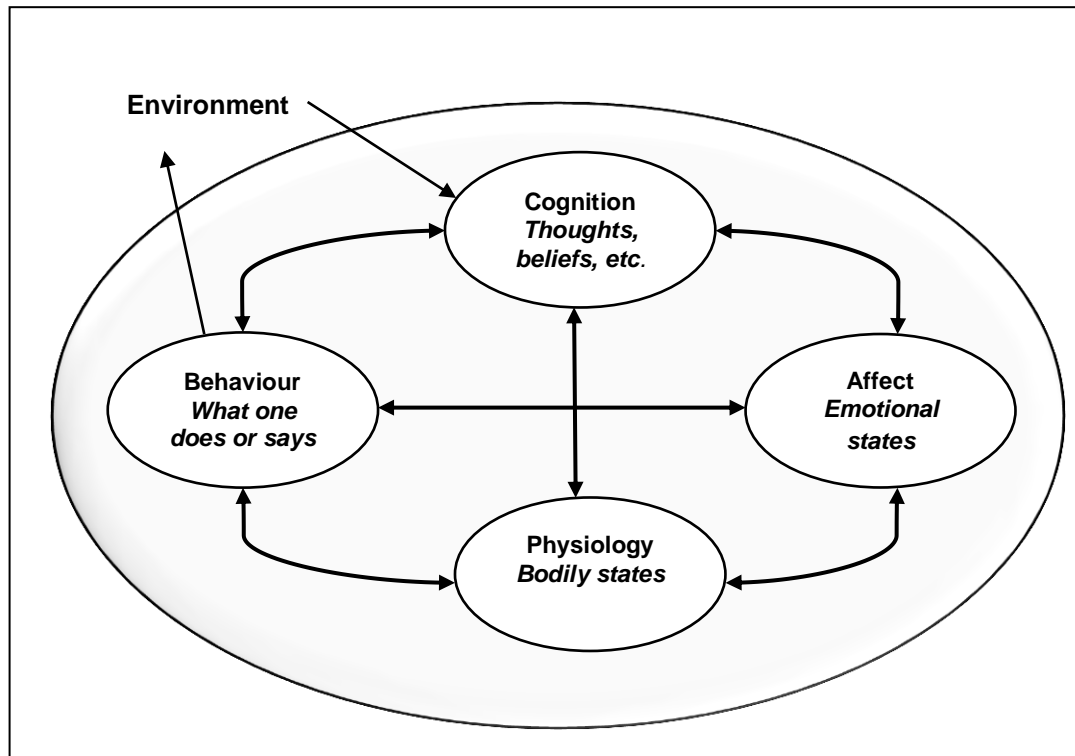 Environment
Cognition
Thoughts,
beliefs, etc.
Behaviour
What one
does or says
Affect
Emotional
states
Physiology
Bodily states